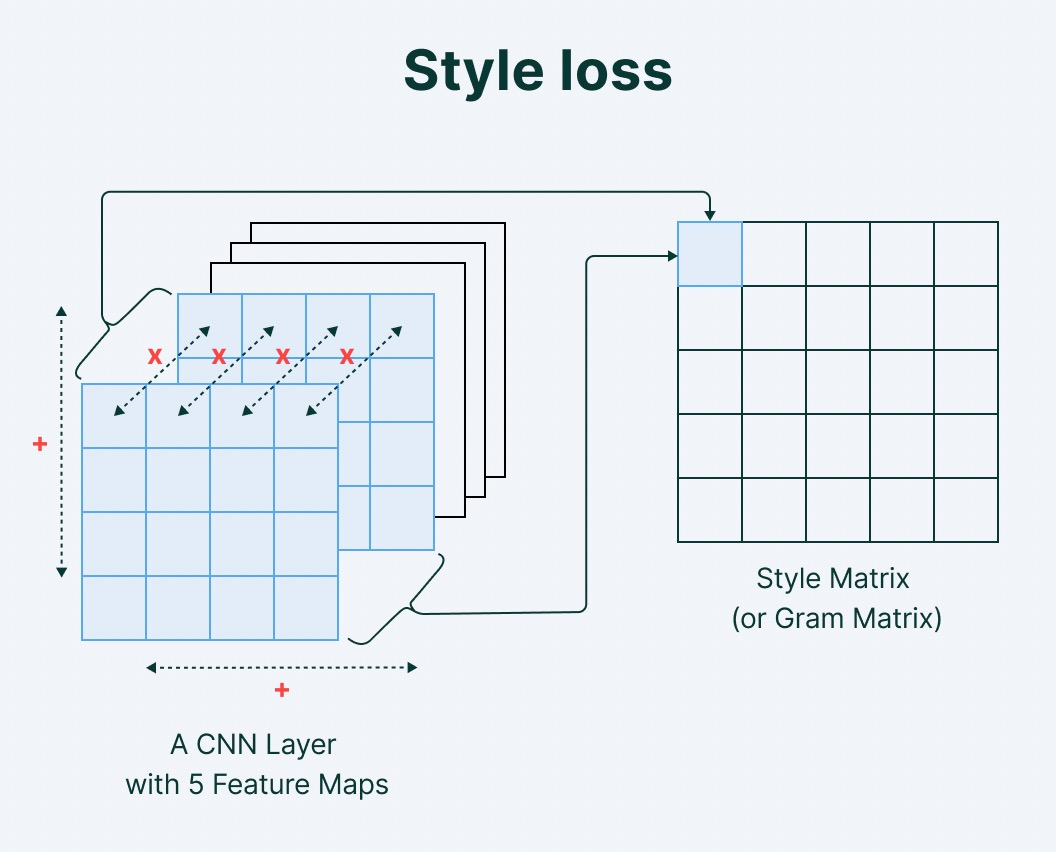 Style loss
x x x x
+
+
Style Matrix
(or Gram Matrix)
A CNN Layer
with 5 Feature Maps